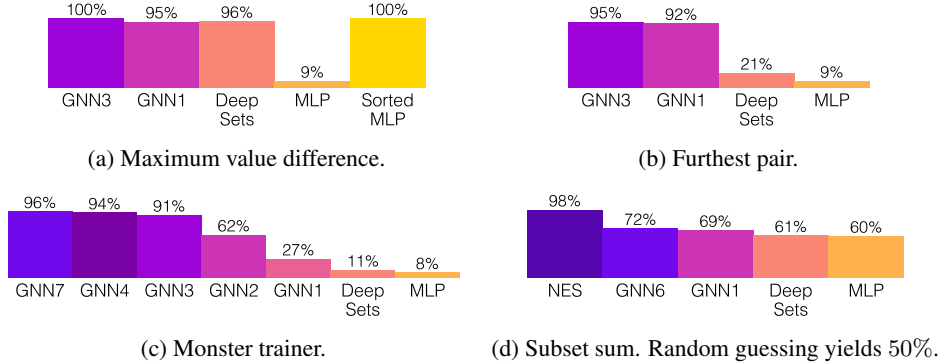 100% 95% 96% 9% 100%
GNN3 GNN1 Deep Sets MLP Sorted MLP
(a) Maximum value difference.
95% 92% 21% 9%
GNN3 GNN1 Deep Sets MLP
(b) Furthest pair.
96% 94% 91% 62% 27% 11% 8%
GNN7 GNN4 GNN3 GNN2 GNN1 Deep Sets MLP
(c) Monster trainer.
98% 72% 69% 61% 60%
NES GNN6 GNN1 Deep Sets MLP
(d) Subset sum. Random guessing yields 50%.